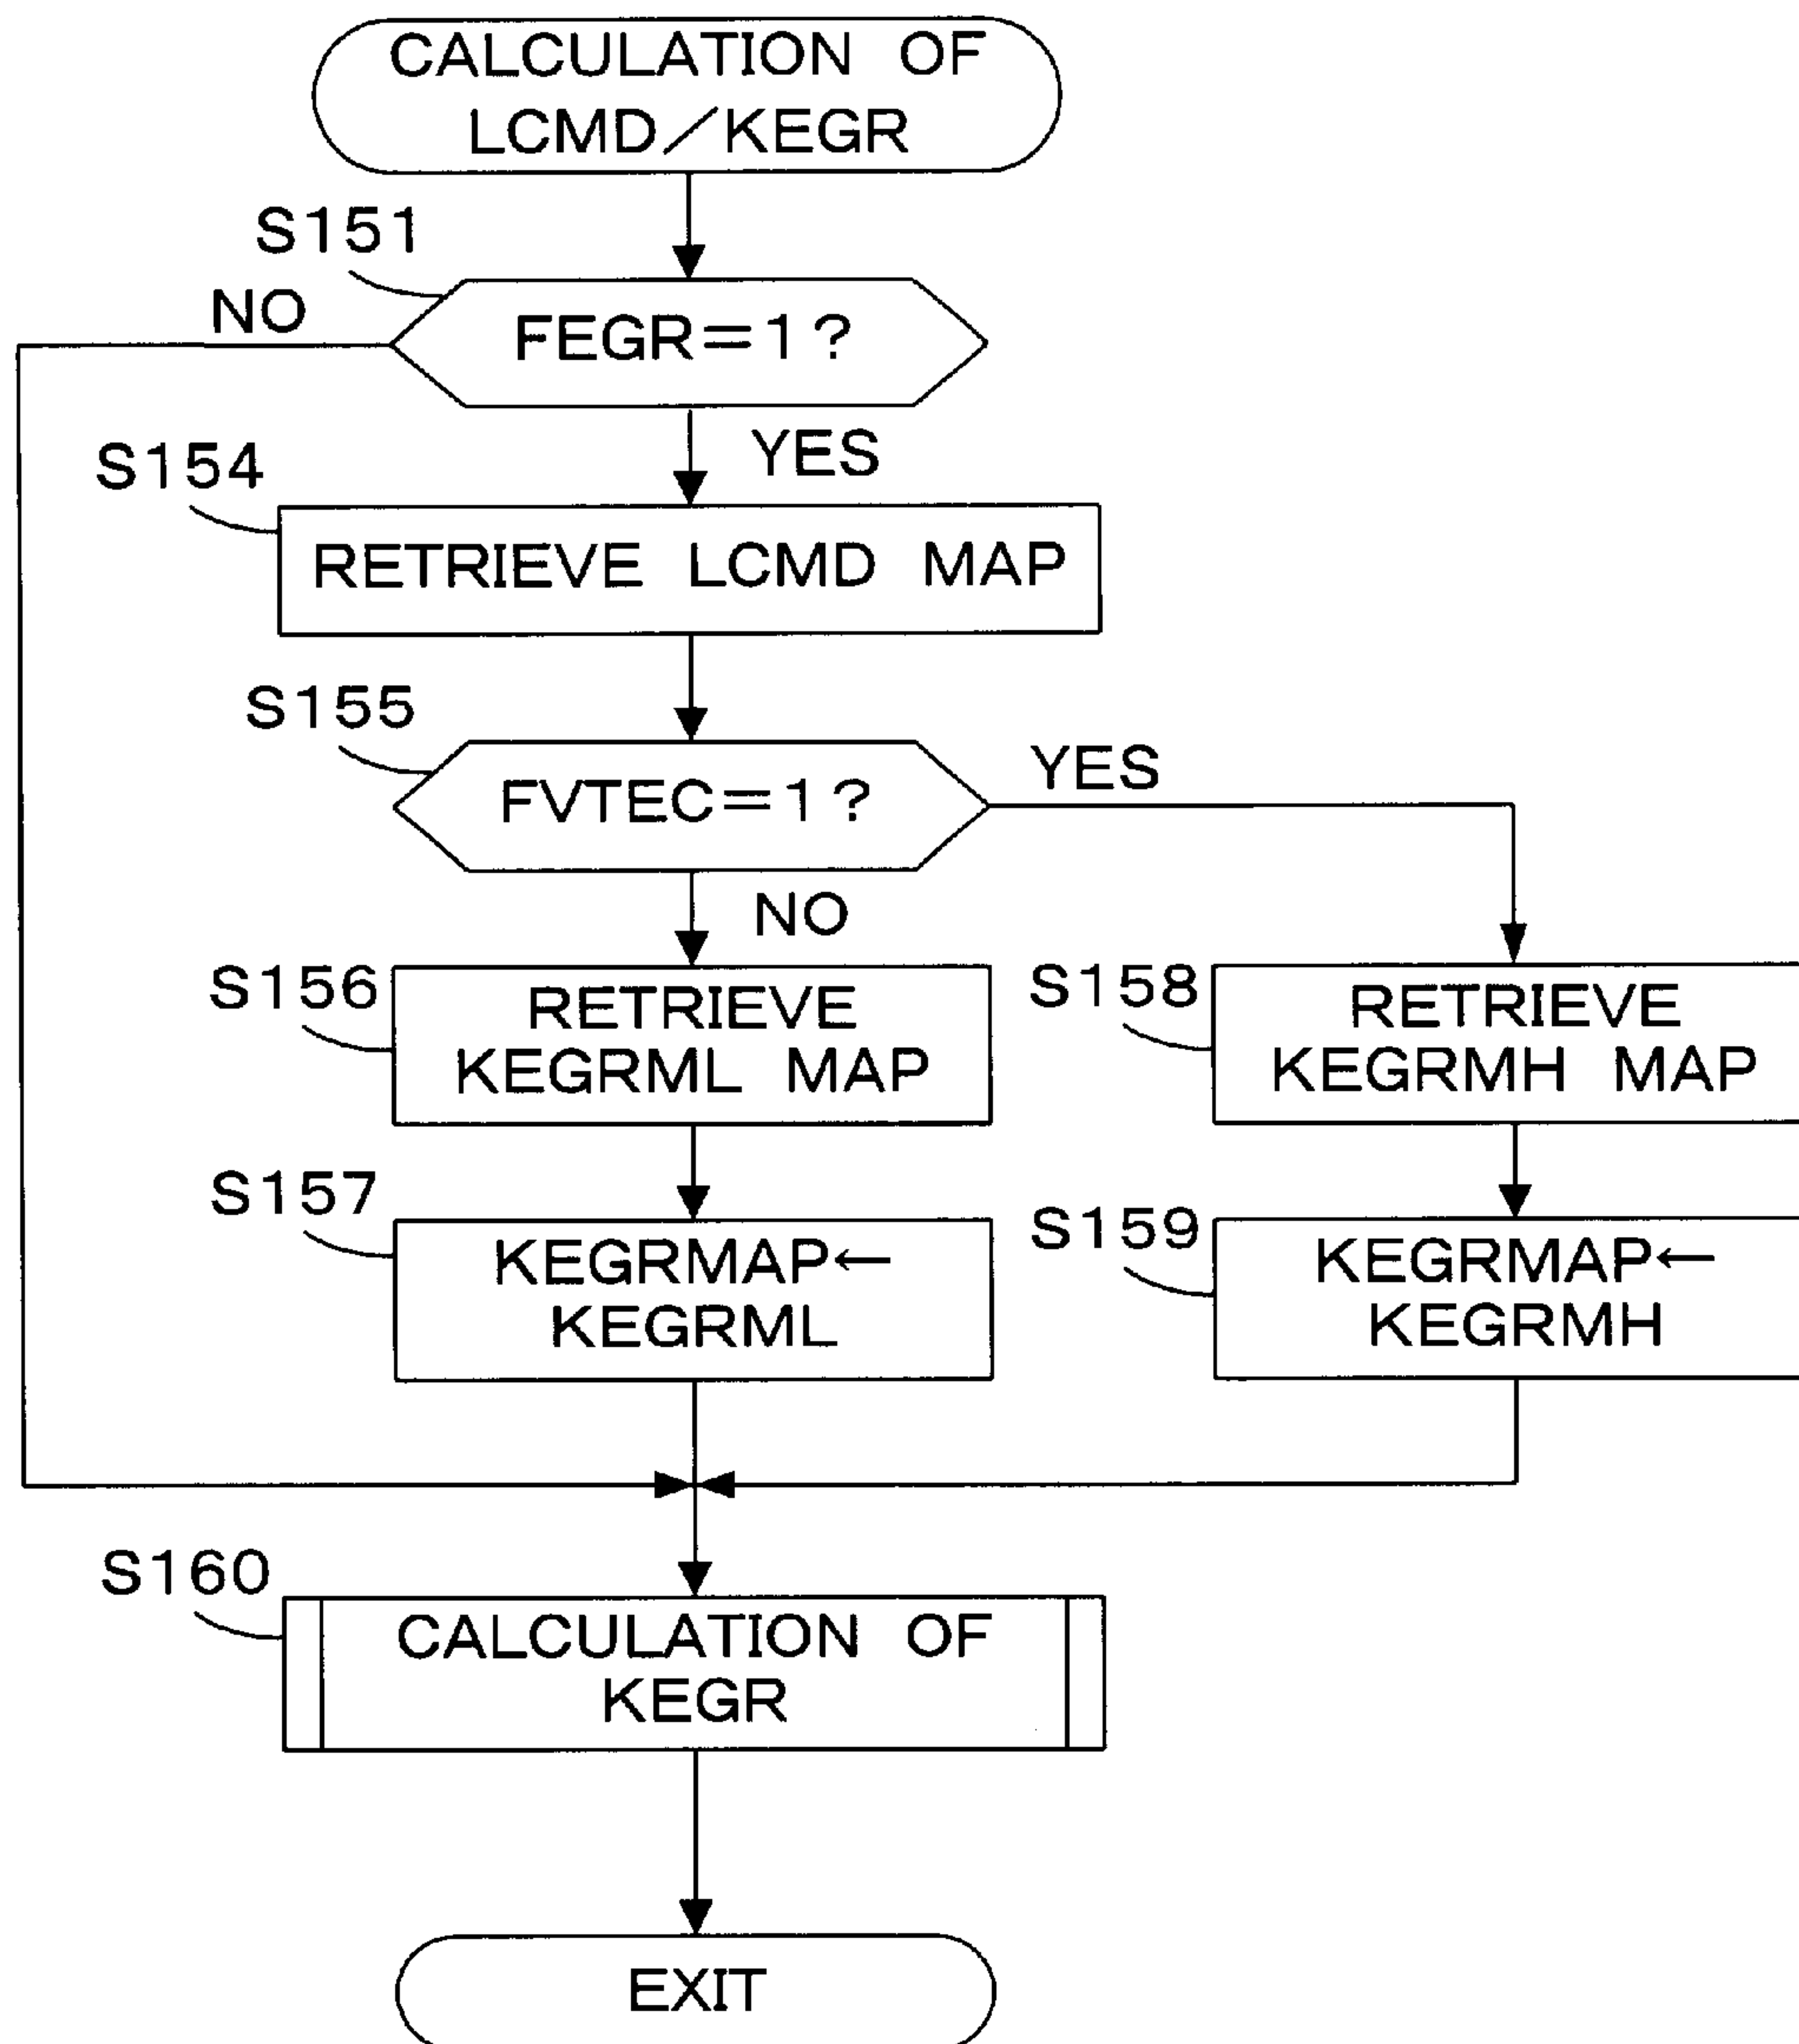 CALCULATION OF
LCMD/KEGR
S151
NO
FEGR=1?
YES
S154
RETRIEVE LCMD MAP
S155
FVTEC=1?
YES
NO
S156
RETRIEVE
KEGRML MAP
S158
RETRIEVE
KEGRMH MAP
S157
KEGRMAP←
KEGRML
S159
KEGRMAP←
KEGRMH
S160
CALCULATION OF
KEGR
EXIT